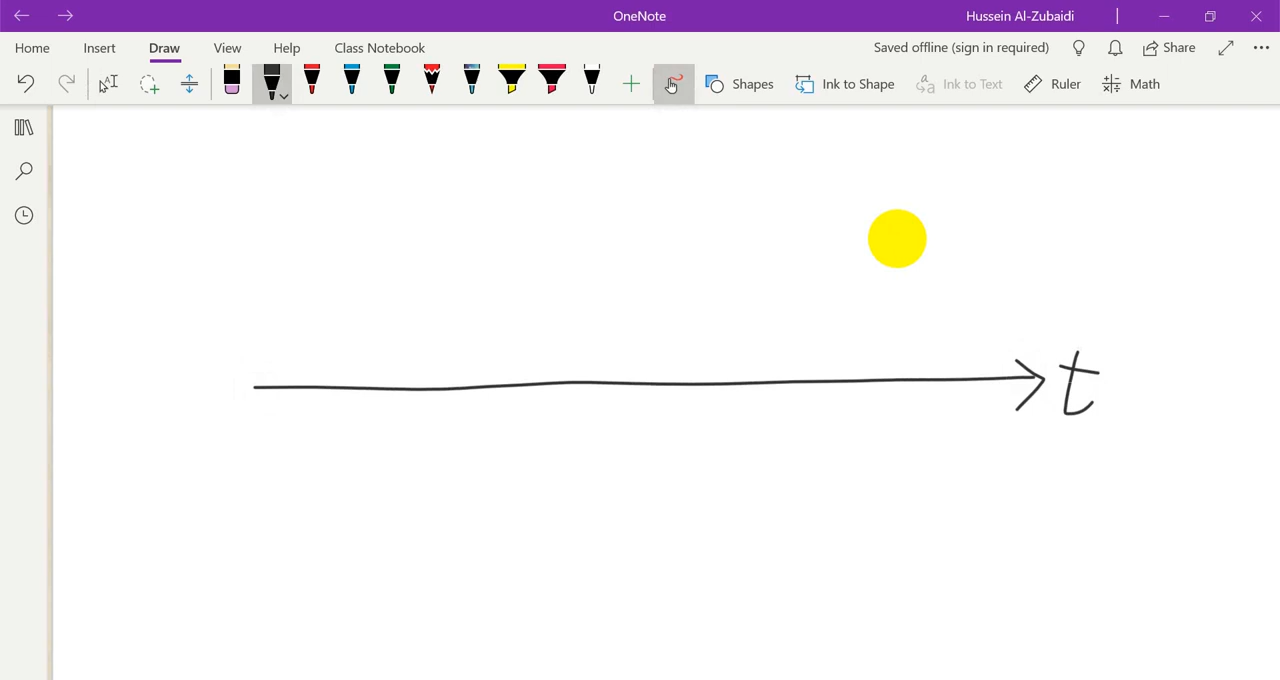 OneNote
Hussein Al-Zubaidi
Home Insert Draw View Help Class Notebook
Saved offline (sign in required)
Share
Shapes
Ink to Shape
Ink to Text
Ruler
Math
t